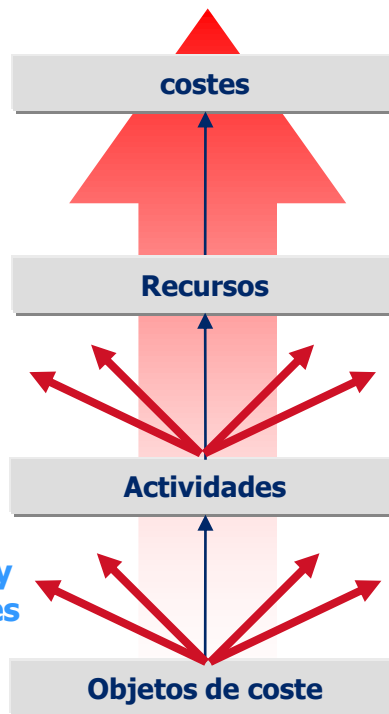 costes
Recursos
Actividades
y
Objetos de coste